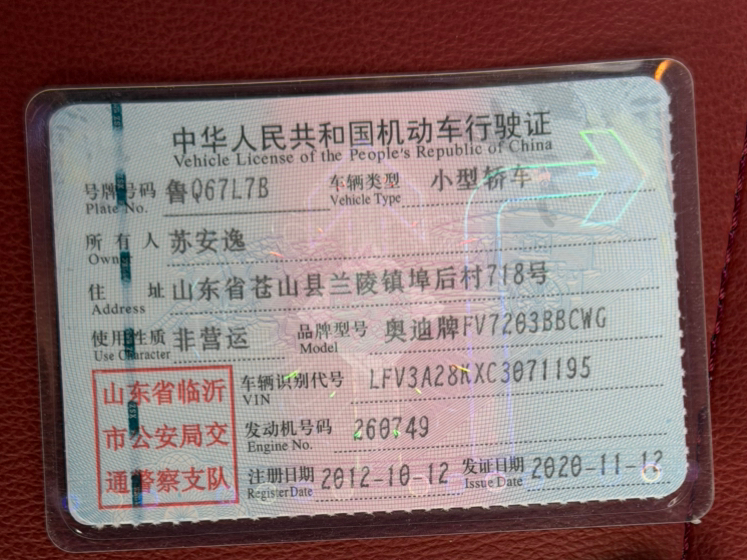 中华人民共和国机动车行驶证
Vehicle License of the People's Republic of China
号牌号码 鲁Q67L7B 车辆类型 小型轿车
Plate No. Vehicle Type
所有人 苏安逸
Owner
住址 山东省苍山县兰陵镇埠后村718号
Address
使用性质 非营运 品牌型号 奥迪牌FV7203BBCWG
Use Character Model
山东省临沂
市公安局交
通警察支队
车辆识别代号 LFV3A28KXC3071195
VIN
发动机号码 260749
Engine No.
注册日期 2012-10-12 发证日期 2020-11-12
Register Date Issue Date